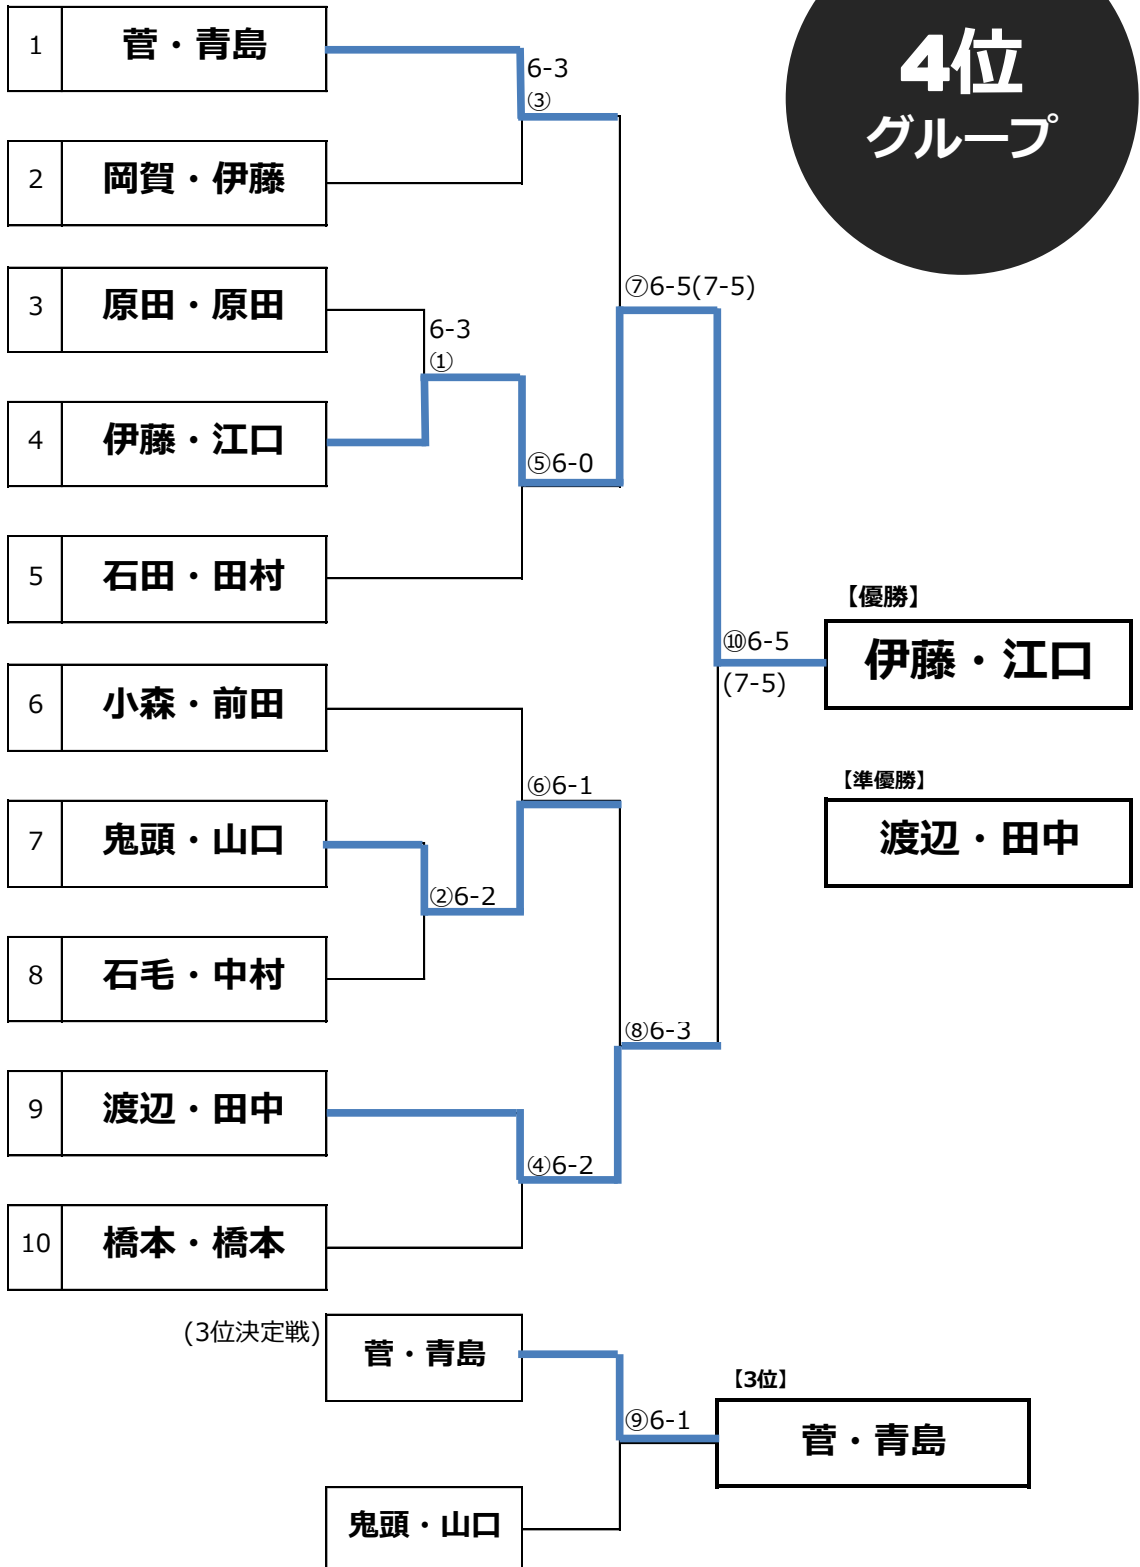 4位
グループ
1
菅・青島
6-3
③
2
岡賀・伊藤
3
原田・原田
⑦6-5(7-5)
6-3
①
4
伊藤・江口
⑤6-0
5
石田・田村
【優勝】
⑩6-5
(7-5)
伊藤・江口
6
小森・前田
⑥6-1
【準優勝】
渡辺・田中
7
鬼頭・山口
②6-2
8
石毛・中村
⑧6-3
9
渡辺・田中
④6-2
10
橋本・橋本
(3位決定戦)
菅・青島
【3位】
⑨6-1
菅・青島
鬼頭・山口